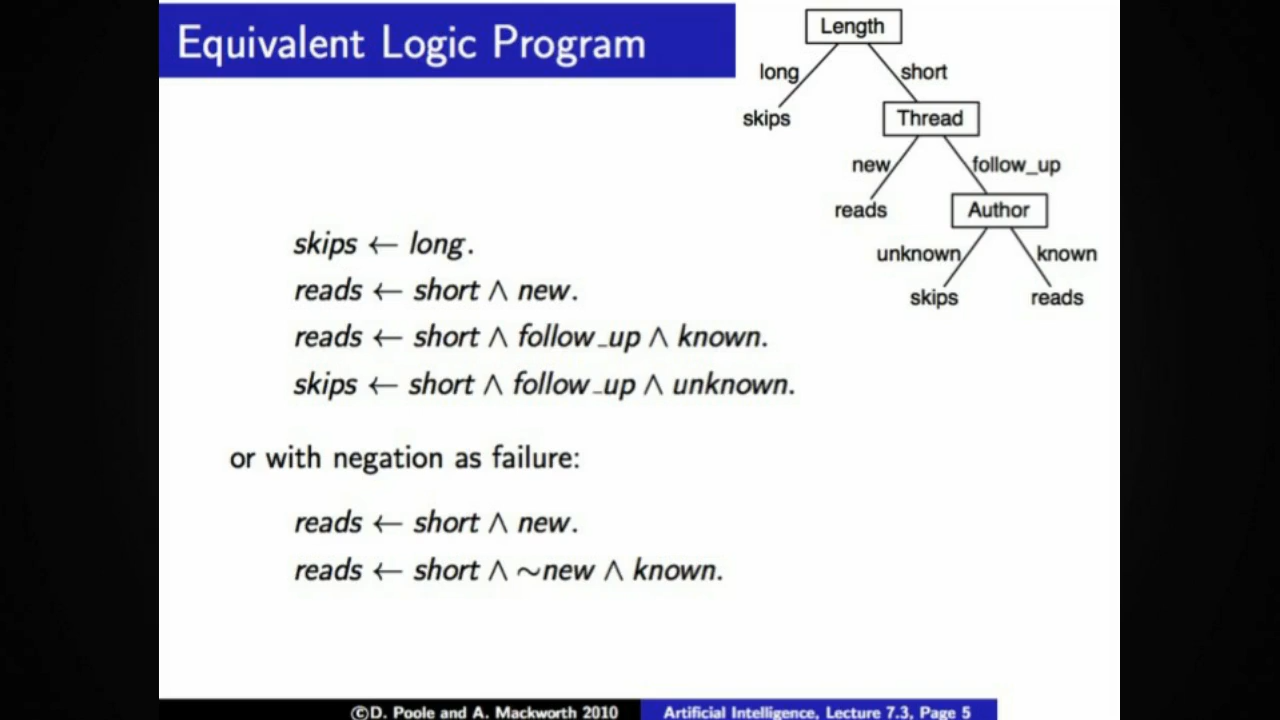 Equivalent Logic Program
Length
long short
skips
Thread
new follow_up
reads
Author
unknown known
skips reads
skips ← long.
reads ← short ∧ new.
reads ← short ∧ follow_up ∧ known.
skips ← short ∧ follow_up ∧ unknown.
or with negation as failure:
reads ← short ∧ new.
reads ← short ∧ ∼new ∧ known.
©D. Poole and A. Mackworth 2010
Artificial Intelligence, Lecture 7.3, Page 5